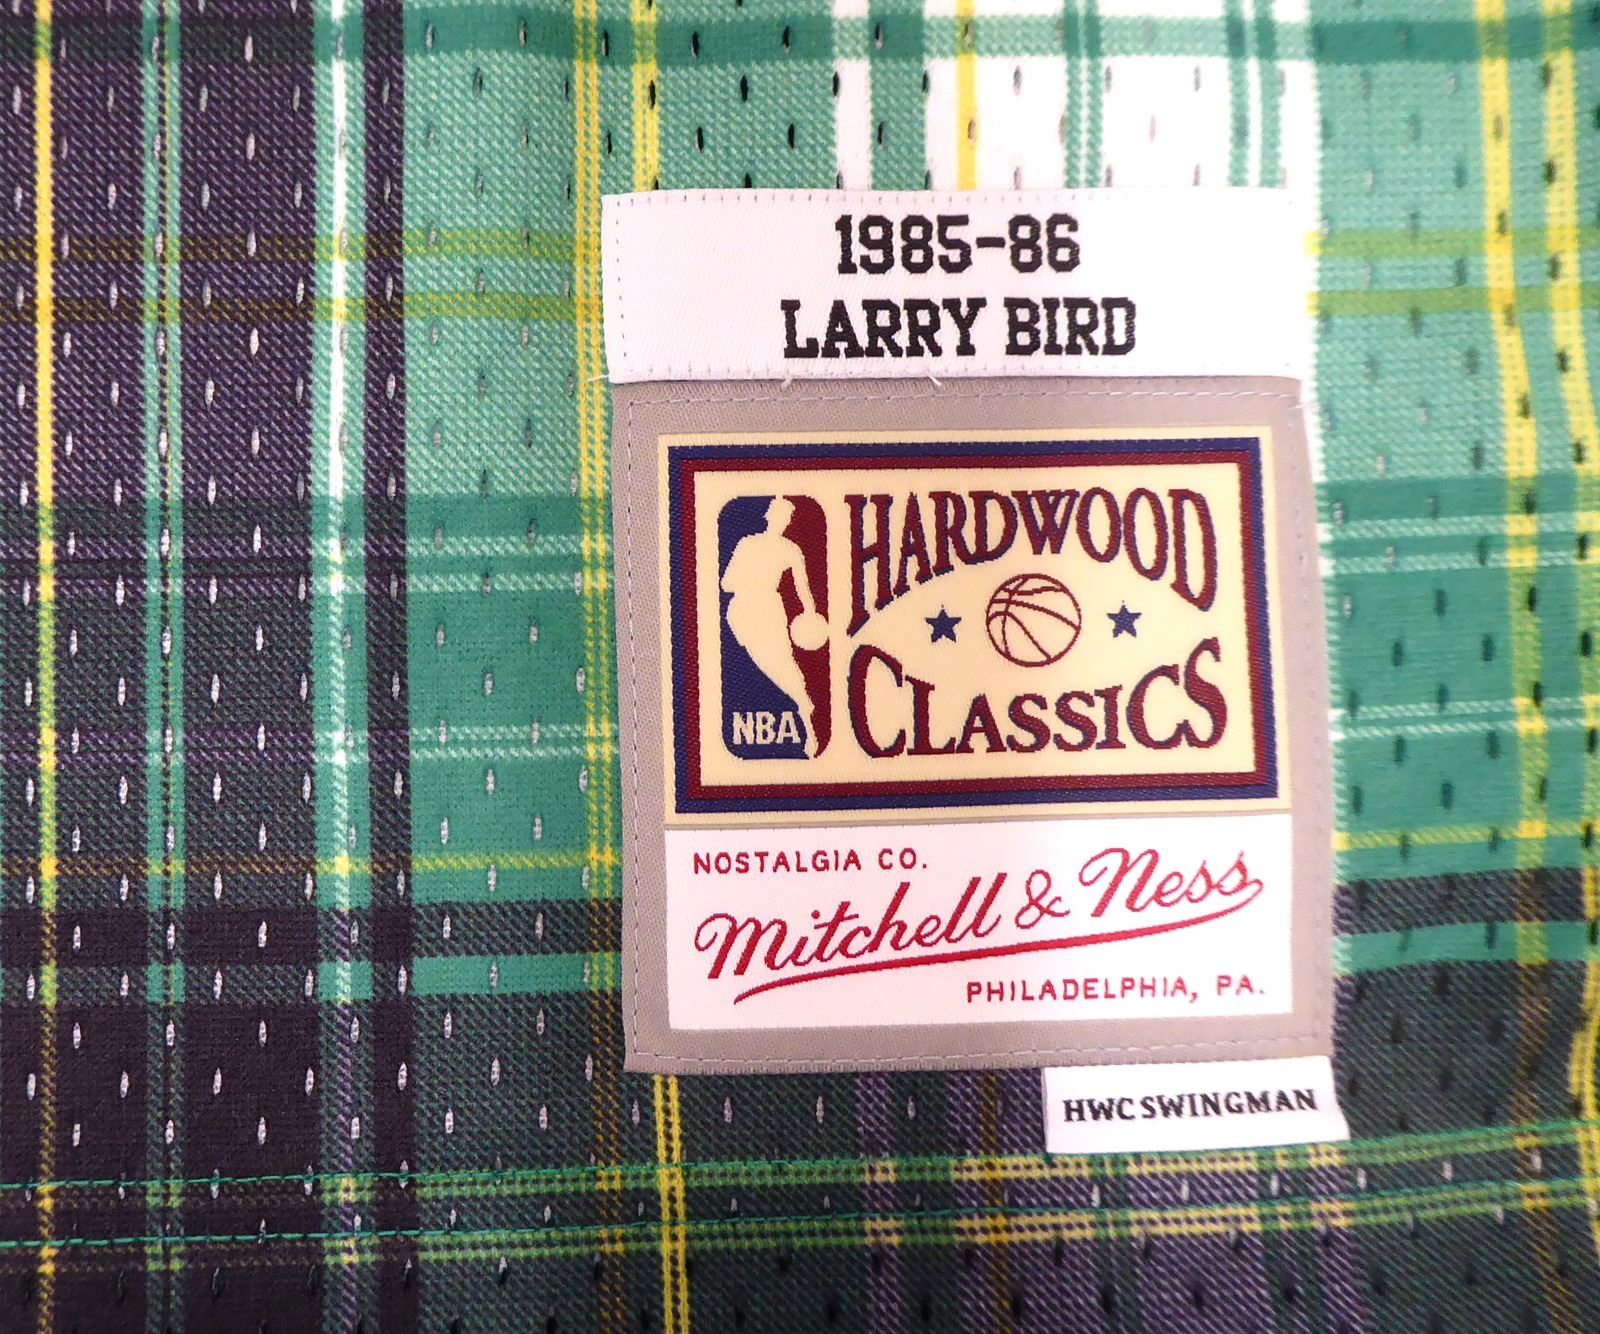 1985-86
LARRY BIRD
HARDWOOD
CLASSICS
NBA
NOSTALGIA CO.
Mitchell & Ness
PHILADELPHIA, PA.
HWC SWINGMAN